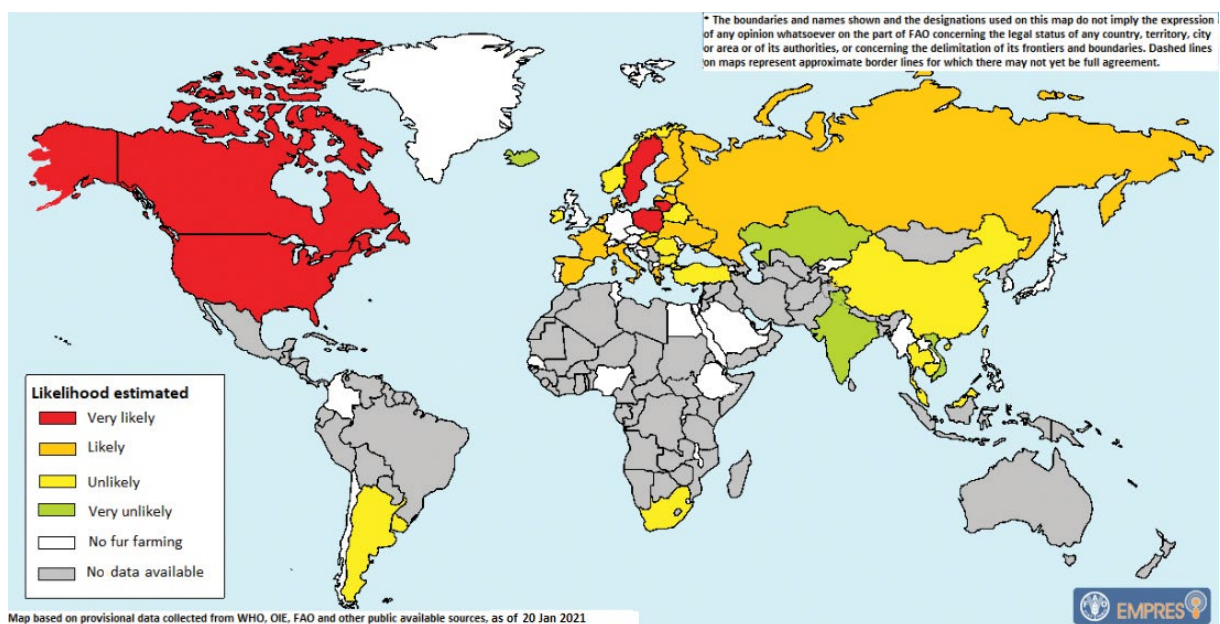 * The boundaries and names shown and the designations used on this map do not imply the expression
of any opinion whatsoever on the part of FAO concerning the legal status of any country, territory, city
or area or of its authorities, or concerning the delimitation of its frontiers and boundaries. Dashed lines
on maps represent approximate border lines for which there may not yet be full agreement.
Likelihood estimated
Very likely
Likely
Unlikely
Very unlikely
No fur farming
No data available
EMPRES
Map based on provisional data collected from WHO, OIE, FAO and other public available sources, as of 20 Jan 2021